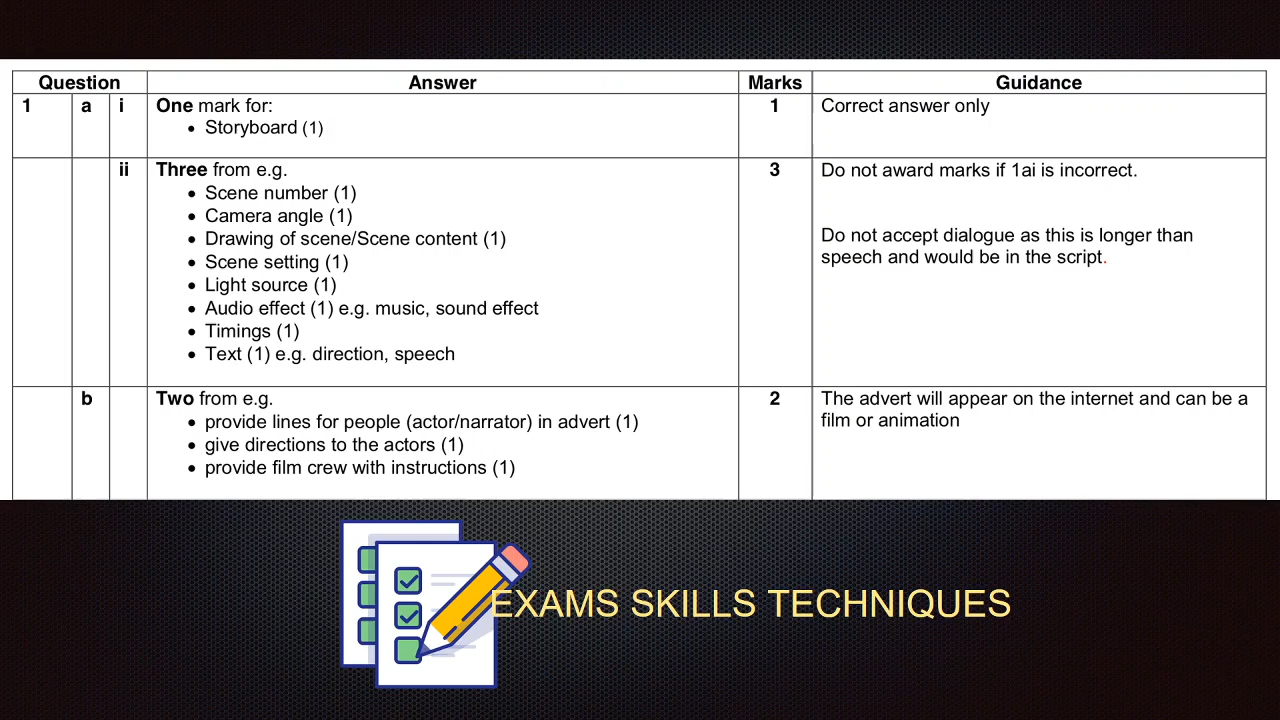 Question Answer Marks Guidance
1 a i One mark for: 1 Correct answer only
• Storyboard (1)
ii Three from e.g. 3 Do not award marks if 1ai is incorrect.
• Scene number (1)
• Camera angle (1)
• Drawing of scene/Scene content (1) Do not accept dialogue as this is longer than
• Scene setting (1) speech and would be in the script.
• Light source (1)
• Audio effect (1) e.g. music, sound effect
• Timings (1)
• Text (1) e.g. direction, speech
b Two from e.g. 2 The advert will appear on the internet and can be a
• provide lines for people (actor/narrator) in advert (1) film or animation
• give directions to the actors (1)
• provide film crew with instructions (1)
EXAMS SKILLS TECHNIQUES